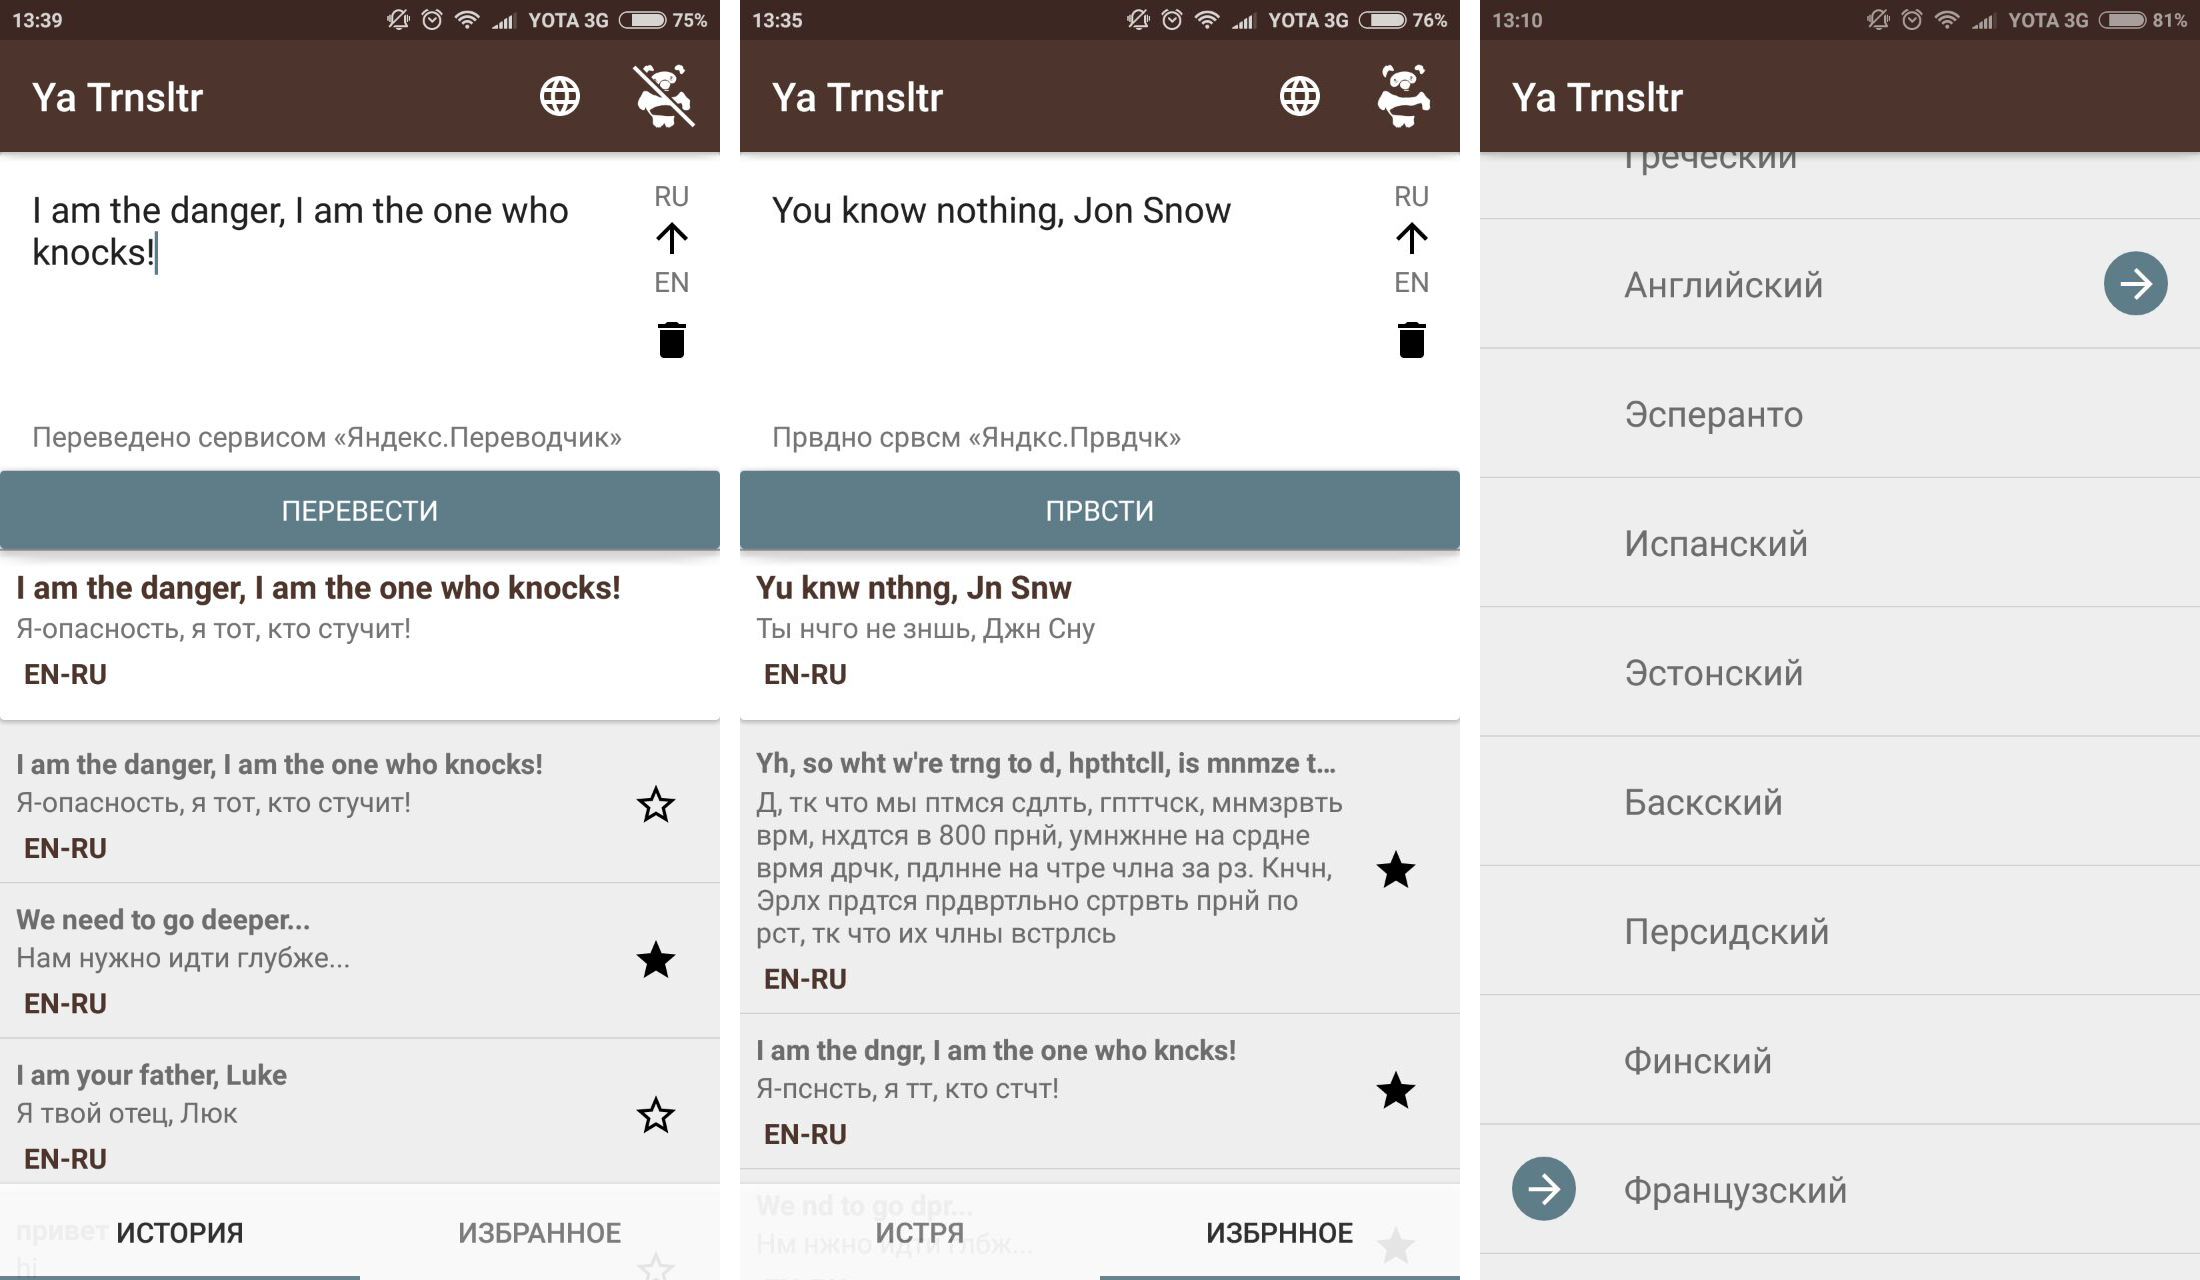 13:39
YOTA 3G
75%
Ya Trnsltr
I am the danger, I am the one who
knocks!
RU
EN
Переведено сервисом «Яндекс.Переводчик»
ПЕРЕВЕСТИ
I am the danger, I am the one who knocks!
Я-опасность, я тот, кто стучит!
EN-RU
I am the danger, I am the one who knocks!
Я-опасность, я тот, кто стучит!
EN-RU
We need to go deeper...
Нам нужно идти глубже...
EN-RU
I am your father, Luke
Я твой отец, Люк
EN-RU
привет
hi
ИСТОРИЯ
ИЗБРАННОЕ
13:35
YOTA 3G
76%
Ya Trnsltr
You know nothing, Jon Snow
RU
EN
Првдно срвсм «Яндкс.Првдчк»
ПРВСТИ
Yu knw nthng, Jn Snw
Ты нчго не зншь, Джн Сну
EN-RU
Yh, so wht w're trng to d, hpthtcll, is mnmze t...
Д, тк что мы птмся сдлть, гпттчск, мнмзрвть
врм, нхдтся в 800 прнй, умнжнне на срдне
врмя дрчк, пдлнне на чтре члна за рз. Кнчн,
Эрлх прдтся прдвртльно сртрвть прнй по
рст, тк что их члны встрлсь
EN-RU
I am the dngr, I am the one who kncks!
Я-пснсть, я тт, кто стчт!
EN-RU
We nd to go dpr...
Нм нжно идти глбж...
ИСТРЯ
ИЗБРННОЕ
13:10
YOTA 3G
81%
Ya Trnsltr
Греческий
Английский
Эсперанто
Испанский
Эстонский
Баскский
Персидский
Финский
Французский